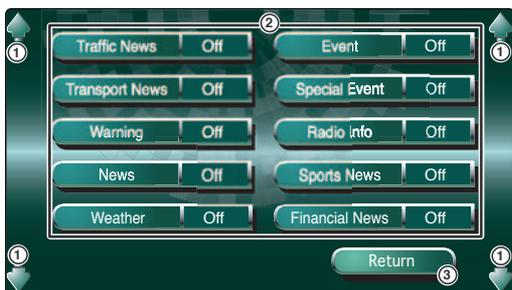 1 2 1
Traffic News Off Event Off
Transport News Off Special Event Off
Warning Off Radio Info Off
News Off Sports News Off
Weather Off Financial News Off
1 Return 3 1